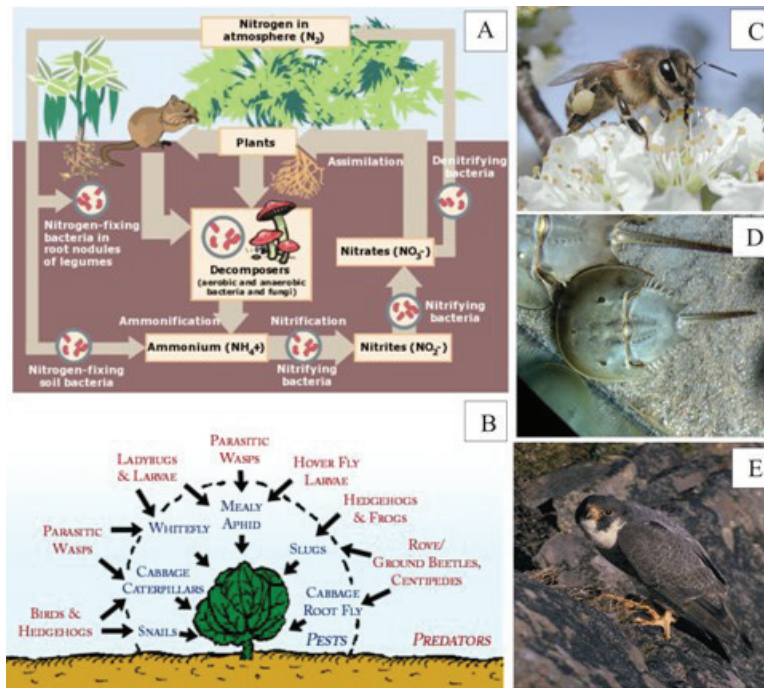 A
Nitrogen in
atmosphere (N2)
Plants
Assimilation
Denitrifying
bacteria
Nitrogen-fixing
bacteria in
root nodules
of legumes
Decomposers
(aerobic and anaerobic
bacteria and fungi)
Nitrates (NO3-)
Ammonification
Nitrification
Nitrifying
bacteria
Ammonium (NH4+)
Nitrites (NO2-)
Nitrogen-fixing
soil bacteria
Nitrifying
bacteria
B
PARASITIC
WASPS
LADYBUGS
& LARVAE
HOVER FLY
LARVAE
HEDGEHOGS
& FROGS
MEALY
APHID
WHITEFLY
SLUGS
PARASITIC
WASPS
ROVE/
GROUND BEETLES,
CENTIPEDES
CABBAGE
CATERPILLARS
CABBAGE
ROOT FLY
BIRDS &
HEDGEHOGS
SNAILS
PESTS
PREDATORS
C
D
E